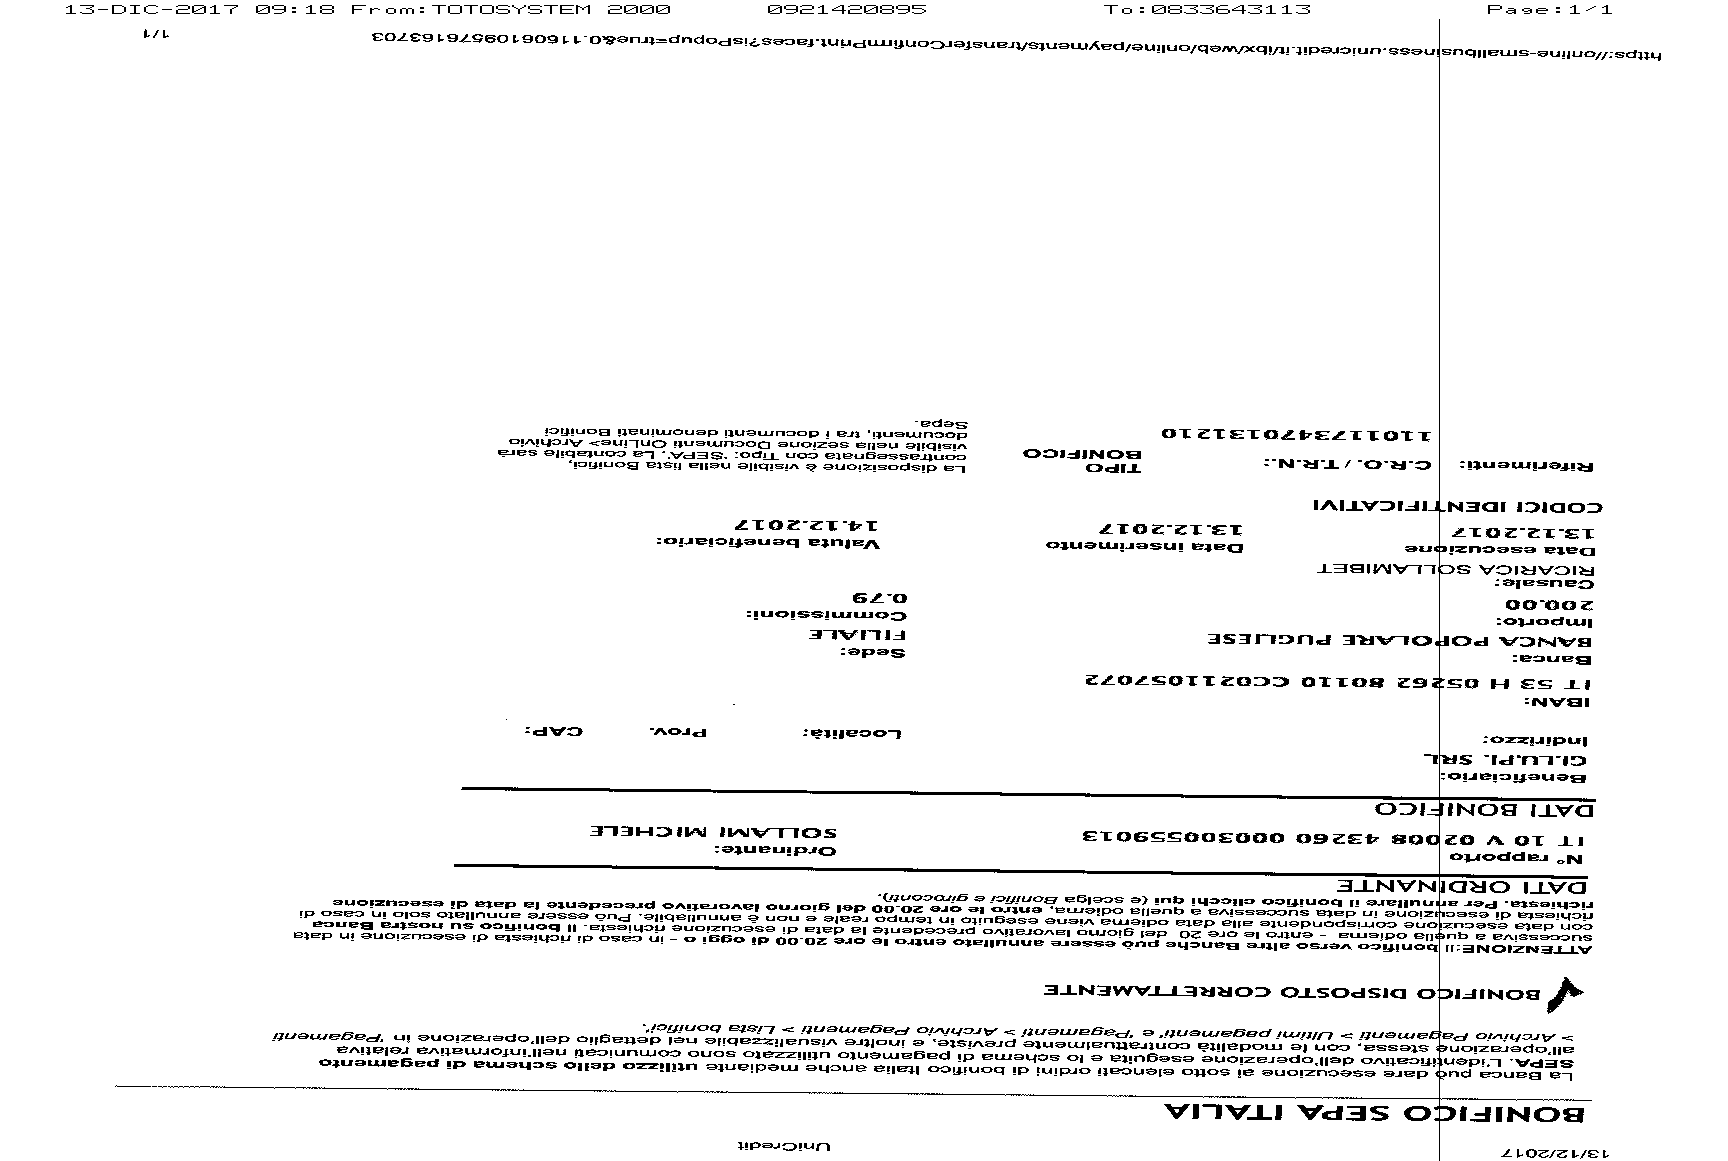 13-DIC-2017 09:18 From:TOTOSYSTEM 2000 0921420895 To:0833643113 Page:1/1
13/12/2017 UniCredit
BONIFICO SEPA ITALIA
La Banca può dare esecuzione ai sotto elencati ordini di bonifico Italia anche mediante utilizzo dello schema di pagamento
SEPA. L'identificativo dell'operazione eseguita e lo schema di pagamento utilizzato sono comunicati nell'informativa relativa
all'operazione stessa, con le modalità contrattualmente previste, e inoltre visualizzabile nel dettaglio dell'operazione in 'Pagamenti
> Archivio Pagamenti > Ultimi pagamenti' e 'Pagamenti > Archivio Pagamenti > Lista bonifici'.
BONIFICO DISPOSTO CORRETTAMENTE
ATTENZIONE:Il bonifico verso altre Banche può essere annullato entro le ore 20.00 di oggi o - in caso di richiesta di esecuzione in data
successiva a quella odierna - entro le ore 20 del giorno lavorativo precedente la data di esecuzione richiesta. Il bonifico su nostra Banca
con data esecuzione corrispondente alla data odierna viene eseguito in tempo reale e non è annullabile. Può essere annullato solo in caso di
richiesta di esecuzione in data successiva a quella odierna, entro le ore 20.00 del giorno lavorativo precedente la data di esecuzione
richiesta. Per annullare il bonifico clicchi qui (e scelga Bonifici e giroconti).
DATI ORDINANTE
N° rapporto Ordinante:
IT 10 V 02008 43260 000300559013 SOLLAMI MICHELE
DATI BONIFICO
Beneficiario:
GI.LU.PI. SRL
Indirizzo: Località: Prov. CAP:
IBAN:
IT 53 H 05262 80110 CC0211057072
Banca: Sede:
BANCA POPOLARE PUGLIESE FILIALE
Importo: Commissioni:
200.00 0.79
Causale:
RICARICA SOLLAMIBET
Data esecuzione Data inserimento Valuta beneficiario:
13.12.2017 13.12.2017 14.12.2017
CODICI IDENTIFICATIVI
Riferimenti: C.R.O. / T.R.N.: TIPO BONIFICO
1101173470131210
La disposizione è visibile nella lista Bonifici,
contrassegnata con Tipo: "SEPA". La contabile sarà
visibile nella sezione Documenti OnLine> Archivio
documenti, tra i documenti denominati Bonifici
Sepa.
https://online-smallbusiness.unicredit.it/ibx/web/online/payments/transferConfirmPrint.faces?isPopup=true&0.11606109576163703 1/1